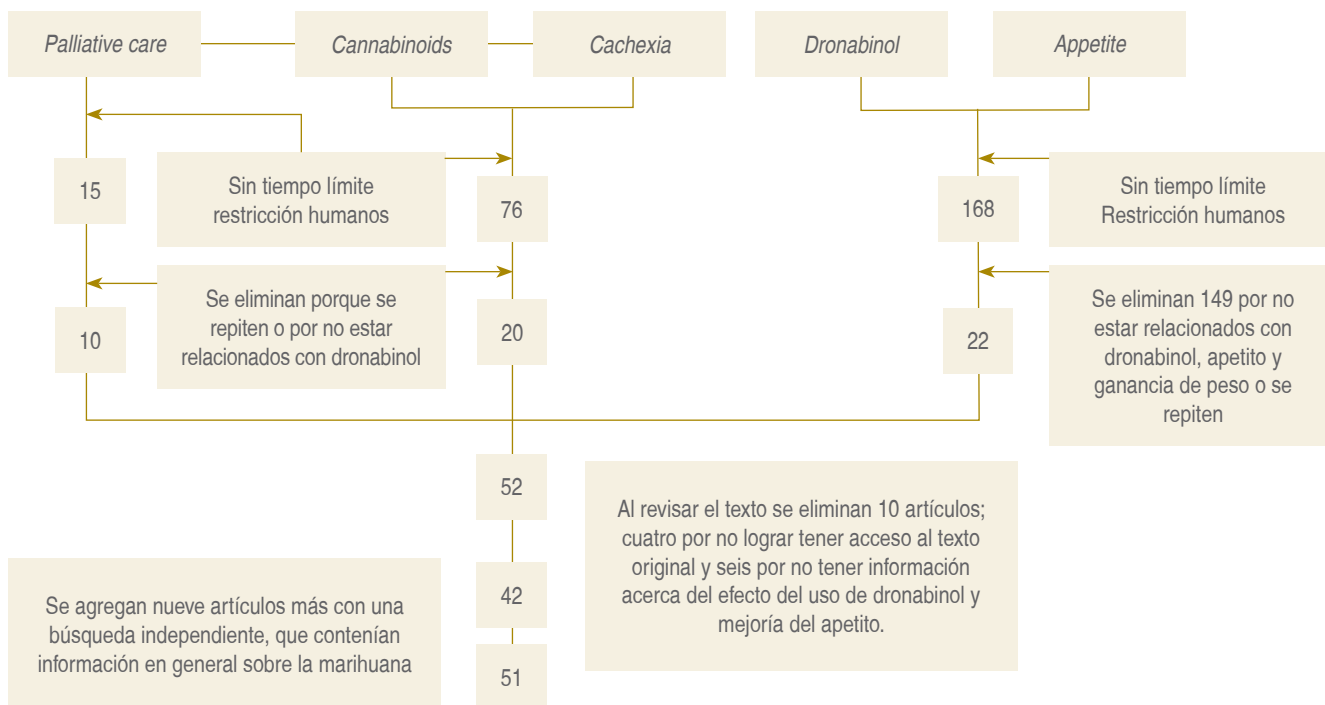 Palliative care
Cannabinoids
Cachexia
Dronabinol
Appetite
15
Sin tiempo límite
restricción humanos
76
168
Sin tiempo límite
Restricción humanos
10
Se eliminan porque se
repiten o por no estar
relacionados con dronabinol
20
22
Se eliminan 149 por no
estar relacionados con
dronabinol, apetito y
ganancia de peso o se
repiten
52
Al revisar el texto se eliminan 10 artículos;
cuatro por no lograr tener acceso al texto
original y seis por no tener información
acerca del efecto del uso de dronabinol y
mejoría del apetito.
42
Se agregan nueve artículos más con una
búsqueda independiente, que contenían
información en general sobre la marihuana
51